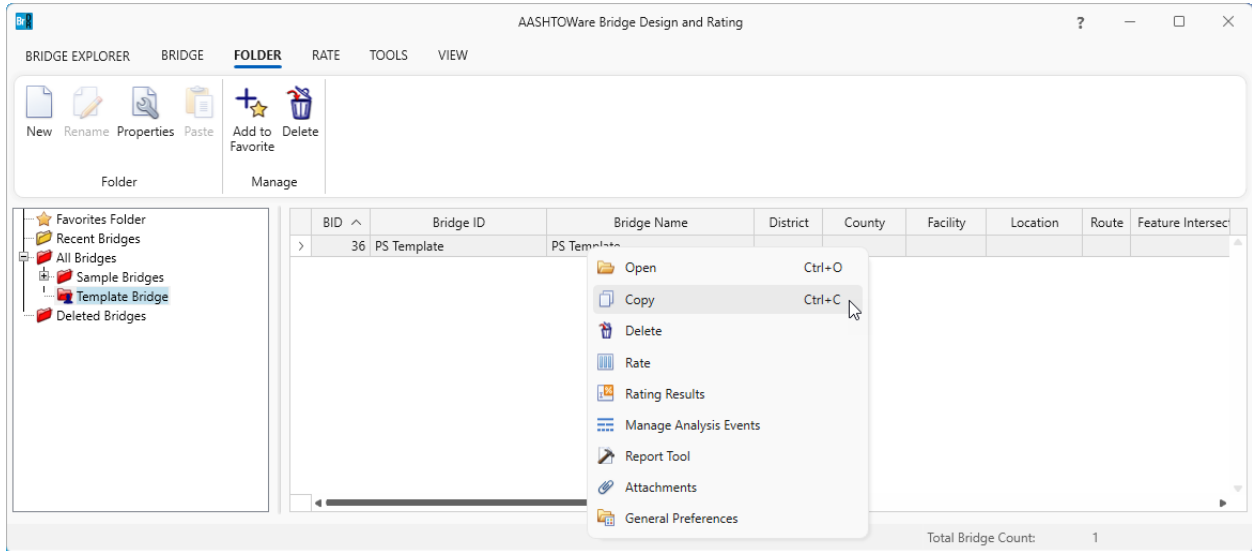 Br R
AASHTOWare Bridge Design and Rating
?
BRIDGE EXPLORER BRIDGE FOLDER RATE TOOLS VIEW
New Rename Properties Paste Add to Favorite Delete
Folder Manage
Favorites Folder
Recent Bridges
All Bridges
Sample Bridges
Template Bridge
Deleted Bridges
BID Bridge ID Bridge Name District County Facility Location Route Feature Intersect
36 PS Template PS Template
Open Ctrl+O
Copy Ctrl+C
Delete
Rate
Rating Results
Manage Analysis Events
Report Tool
Attachments
General Preferences
Total Bridge Count: 1